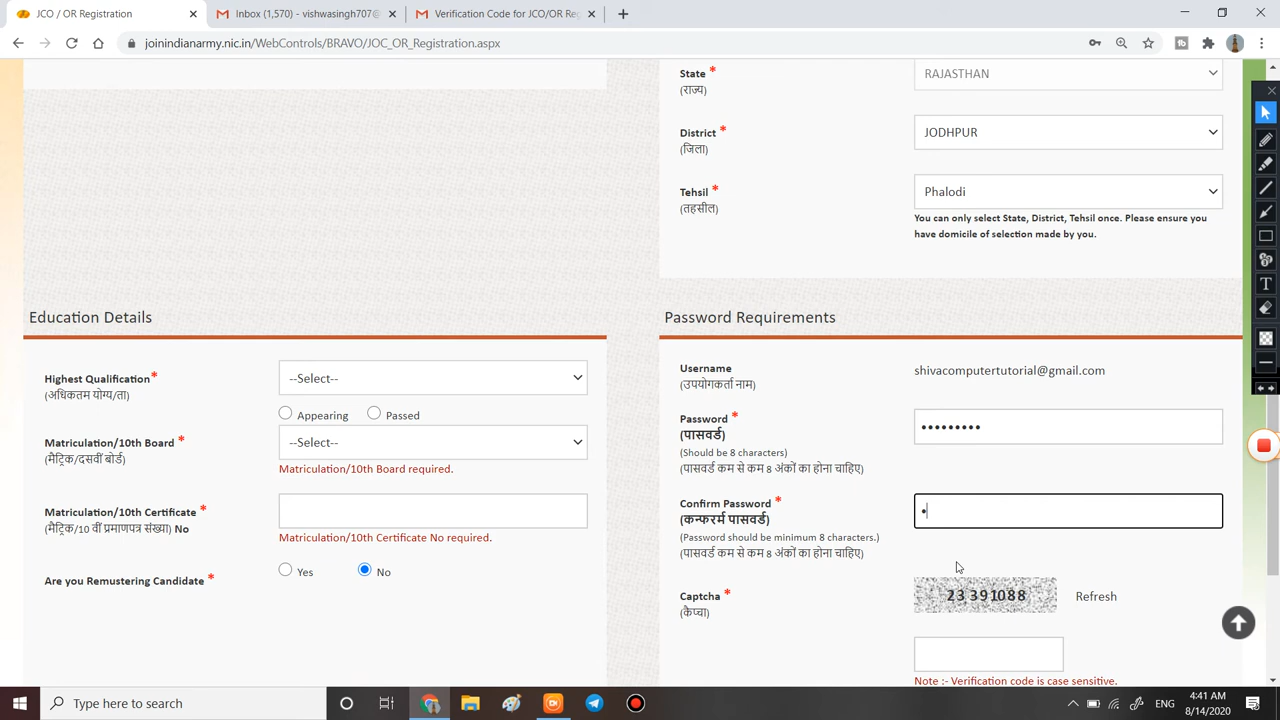 JCO / OR Registration
Inbox (1,570) - vishwasingh707@
Verification Code for JCO/OR Reg
joinindianarmy.nic.in/WebControls/BRAVO/JOC_OR_Registration.aspx
State *
(राज्य)
RAJASTHAN
District *
(जिला)
JODHPUR
Tehsil *
(तहसील)
Phalodi
You can only select State, District, Tehsil once. Please ensure you
have domicile of selection made by you.
Education Details
Highest Qualification *
(अधिकतम योग्य/ता)
--Select--
Appearing Passed
Matriculation/10th Board *
(मैट्रिक/दसवीं बोर्ड)
--Select--
Matriculation/10th Board required.
Matriculation/10th Certificate *
(मैट्रिक/10 वीं प्रमाणपत्र संख्या) No
Matriculation/10th Certificate No required.
Are you Remustering Candidate *
Yes No
Password Requirements
Username
(उपयोगकर्ता नाम)
shivacomputertutorial@gmail.com
Password *
(पासवर्ड)
(Should be 8 characters)
(पासवर्ड कम से कम 8 अंकों का होना चाहिए)
•••••••••
Confirm Password *
(कन्फरर्म पासवर्ड)
(Password should be minimum 8 characters.)
(पासवर्ड कम से कम 8 अंकों का होना चाहिए)
•
Captcha *
(कैप्चा)
23391088
Refresh
Note :- Verification code is case sensitive.
Type here to search
ENG
4:41 AM
8/14/2020